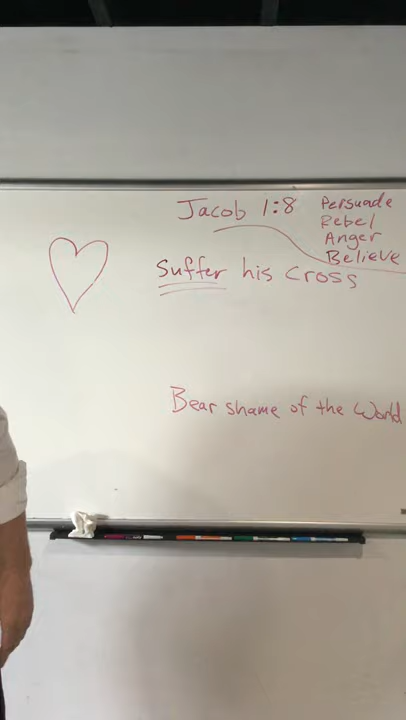 Jacob 1:8
Persuade
Rebel
Anger
Believe
Suffer his cross
Bear shame of the World